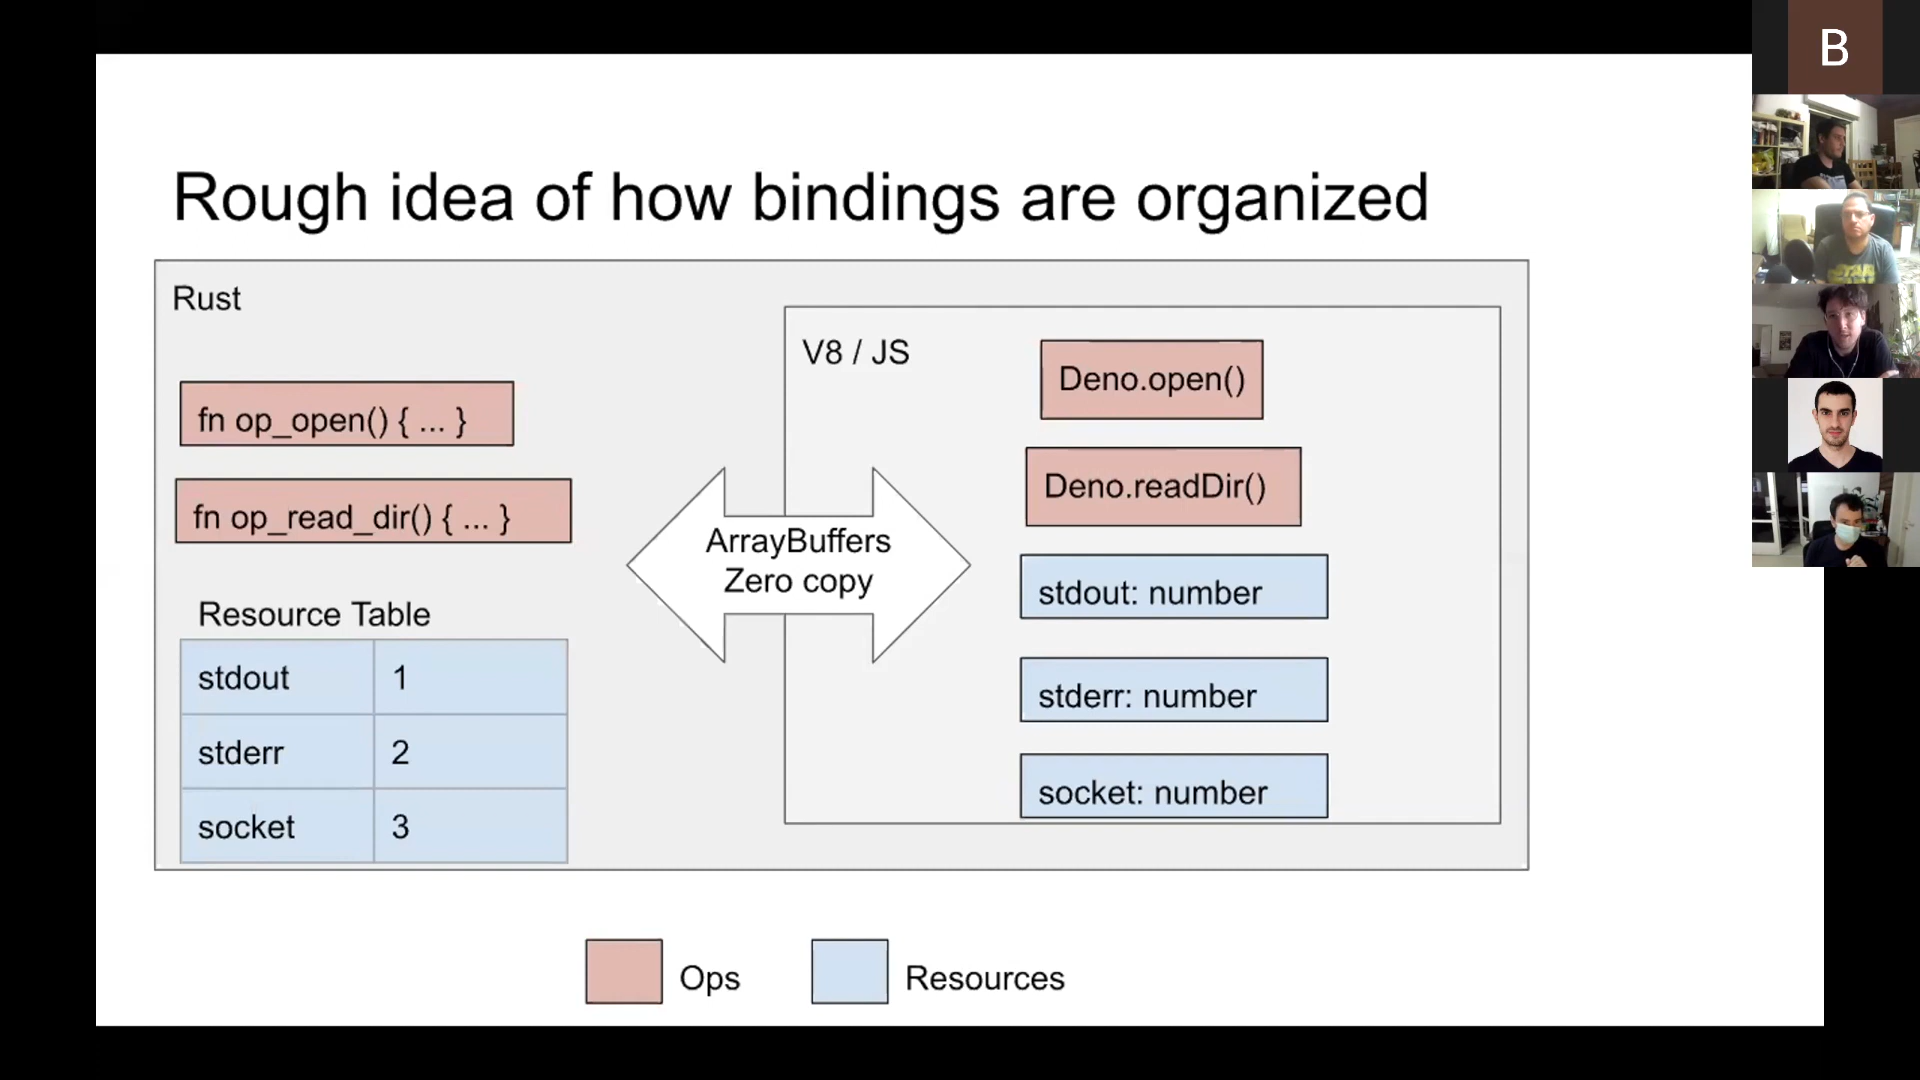 Rough idea of how bindings are organized
Rust
fn op_open() { ... }
fn op_read_dir() { ... }
Resource Table
stdout 1
stderr 2
socket 3
ArrayBuffers
Zero copy
V8 / JS
Deno.open()
Deno.readDir()
stdout: number
stderr: number
socket: number
Ops
Resources
B